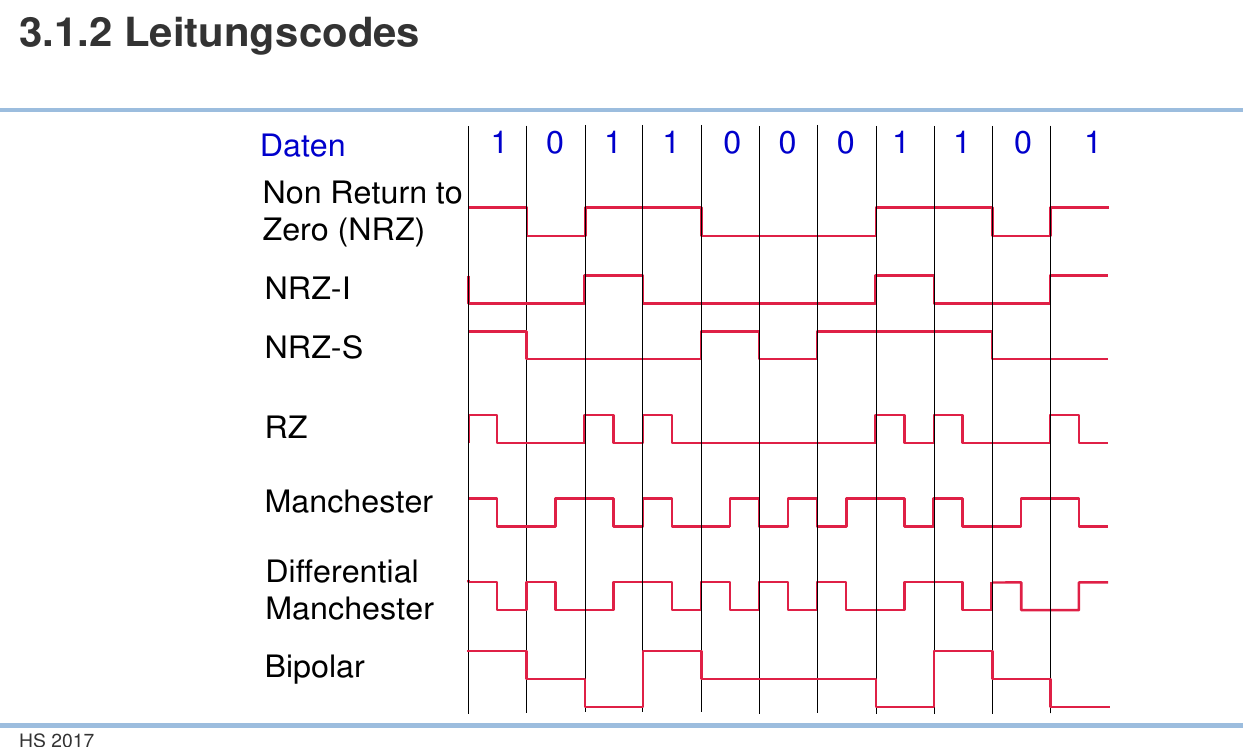 3.1.2 Leitungscodes
Daten 1 0 1 1 0 0 0 1 1 0 1
Non Return to
Zero (NRZ)
NRZ-I
NRZ-S
RZ
Manchester
Differential
Manchester
Bipolar
HS 2017